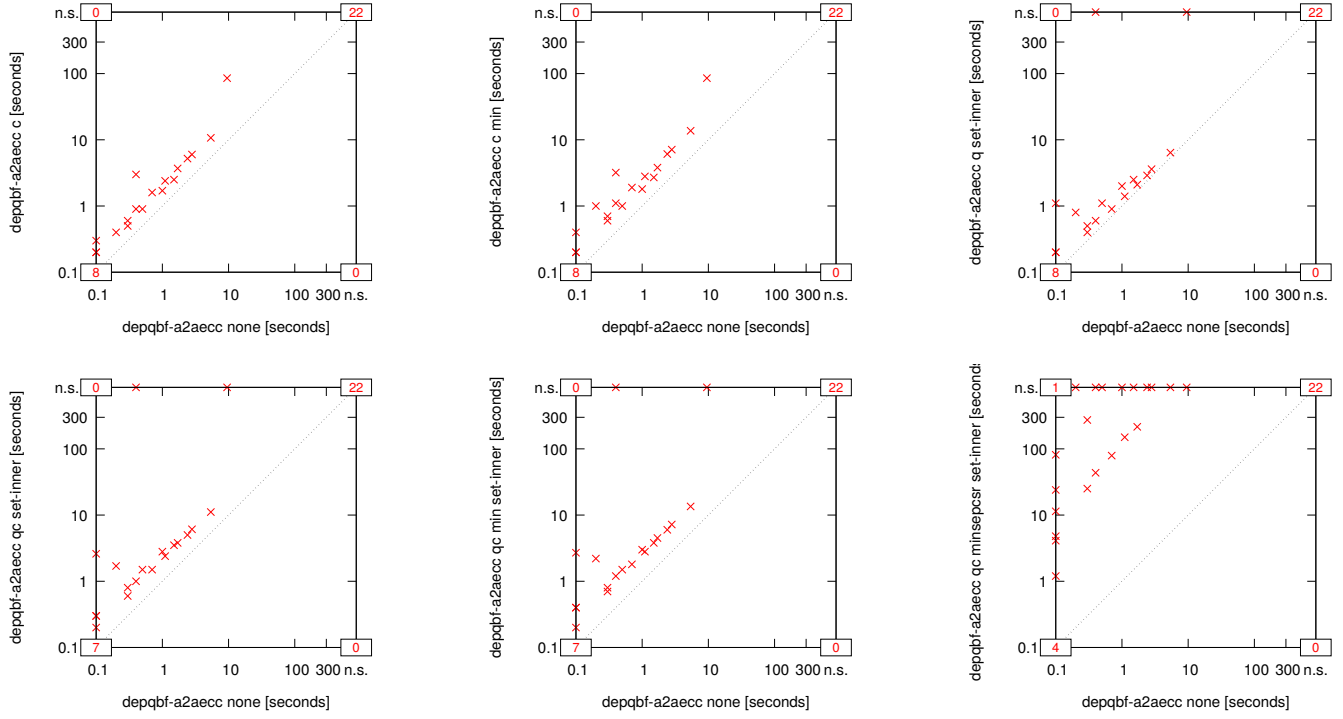 n.s. 0 22
300
100
10
1
0.1 8 0
0.1 1 10 100 300 n.s.
depqbf-a2aecc none [seconds]
depqbf-a2aecc c [seconds]
n.s. 0 22
300
100
10
1
0.1 8 0
0.1 1 10 100 300 n.s.
depqbf-a2aecc none [seconds]
depqbf-a2aecc c min [seconds]
n.s. 0 22
300
100
10
1
0.1 8 0
0.1 1 10 100 300 n.s.
depqbf-a2aecc none [seconds]
depqbf-a2aecc q set-inner [seconds]
n.s. 0 22
300
100
10
1
0.1 7 0
0.1 1 10 100 300 n.s.
depqbf-a2aecc none [seconds]
depqbf-a2aecc qc set-inner [seconds]
n.s. 0 22
300
100
10
1
0.1 7 0
0.1 1 10 100 300 n.s.
depqbf-a2aecc none [seconds]
depqbf-a2aecc qc min set-inner [seconds]
n.s. 1 22
300
100
10
1
0.1 4 0
0.1 1 10 100 300 n.s.
depqbf-a2aecc none [seconds]
depqbf-a2aecc qc minsepcsr set-inner [second